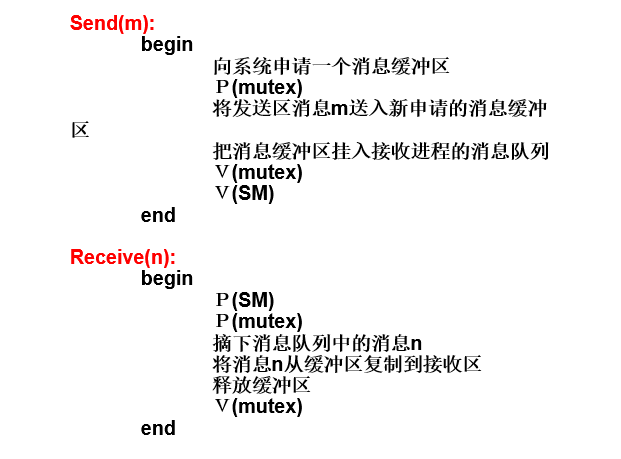 Send(m):
begin
向系统申请一个消息缓冲区
Ｐ(mutex)
将发送区消息m送入新申请的消息缓冲
区
把消息缓冲区挂入接收进程的消息队列
Ｖ(mutex)
Ｖ(SM)
end
Receive(n):
begin
Ｐ(SM)
Ｐ(mutex)
摘下消息队列中的消息n
将消息n从缓冲区复制到接收区
释放缓冲区
Ｖ(mutex)
end